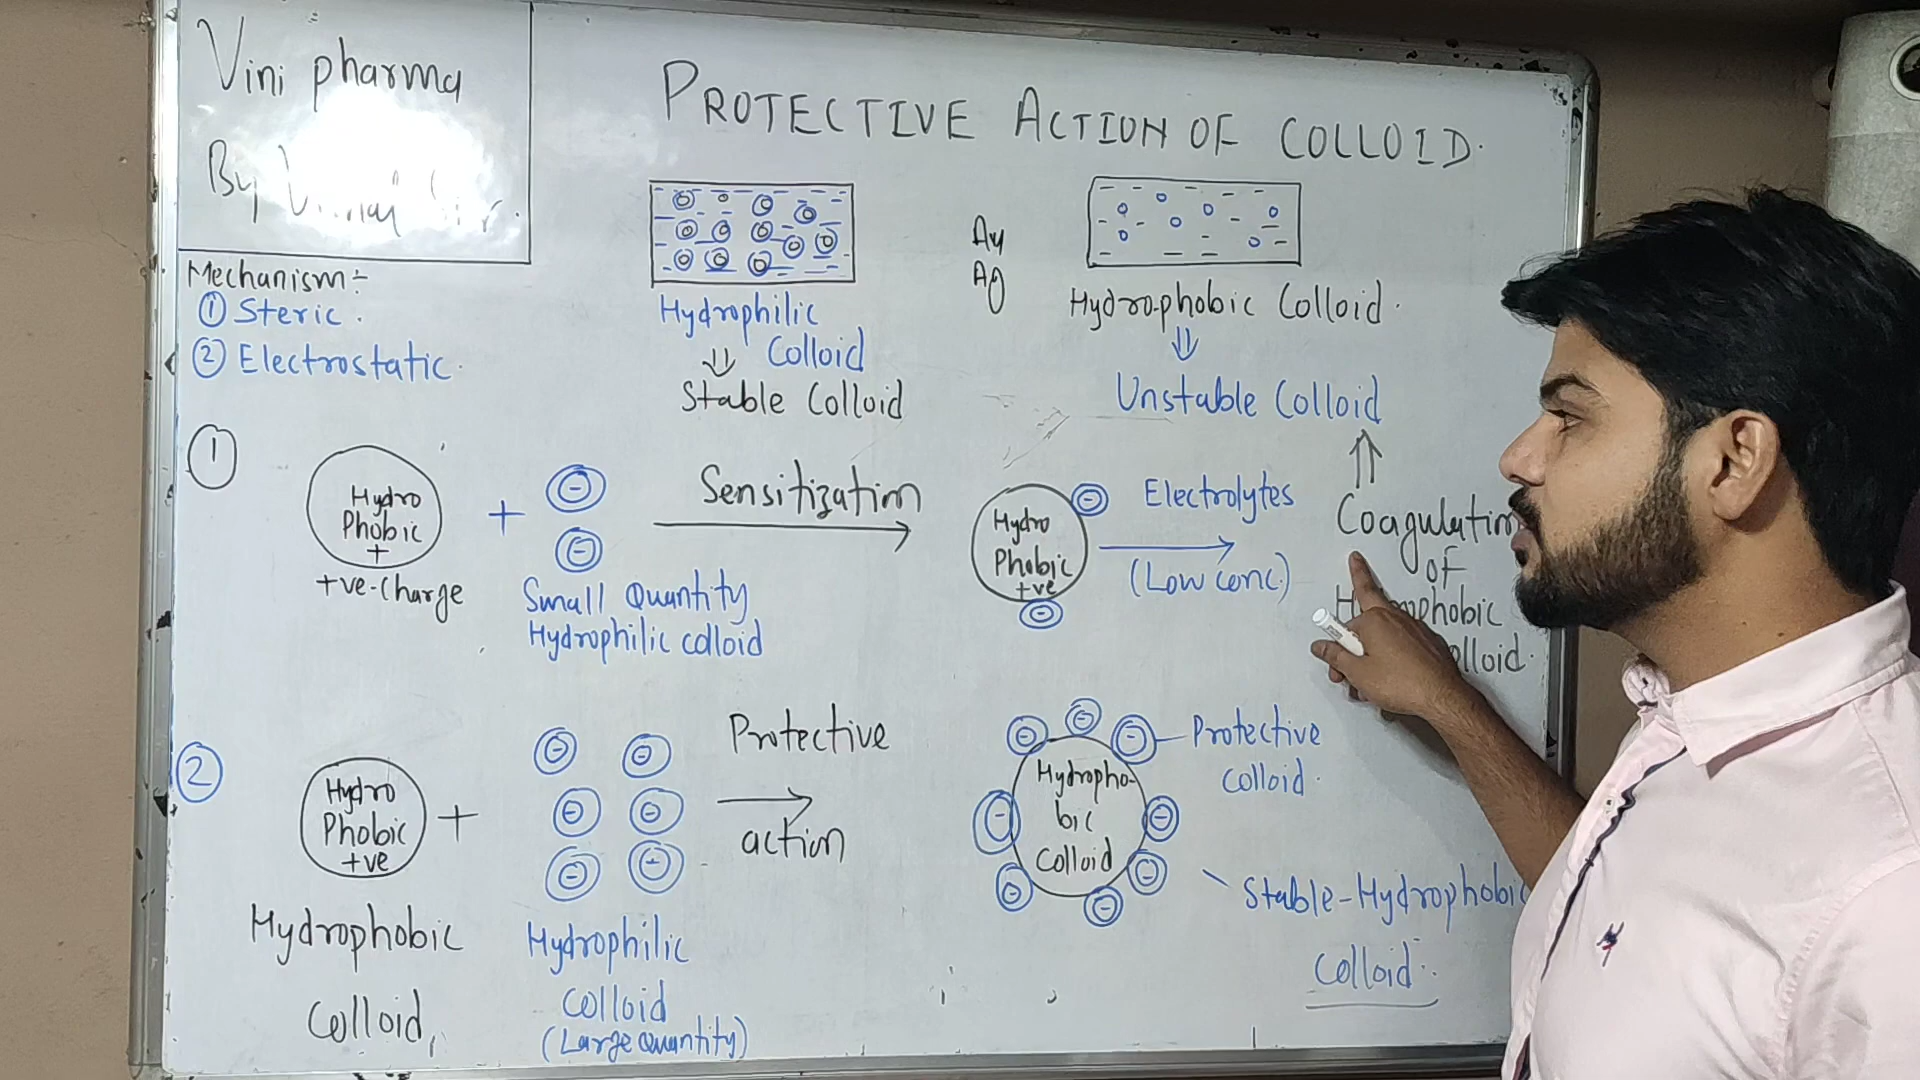 Vini pharma
By
PROTECTIVE ACTION OF COLLOID.
Mechanism:-
① Steric.
② Electrostatic.
Hydrophilic
Colloid
⇓
Stable Colloid
Au
Ag
Hydrophobic Colloid.
⇓
Unstable Colloid
⇑
①
Hydro
Phobic
+
+ve-Charge
+
-
-
Small Quantity
Hydrophilic colloid
Sensitization
Hydro
Phobic
+ve
-
-
Electrolytes
(Low conc.)
Coagulation
of
②
Hydro
Phobic
+ve
Hydrophobic
Colloid,
+
Hydrophilic
Colloid
(Large Quantity)
Protective
action
Hydropho-
bic
Colloid
Protective
colloid.
Stable-Hydrophobic
Colloid.